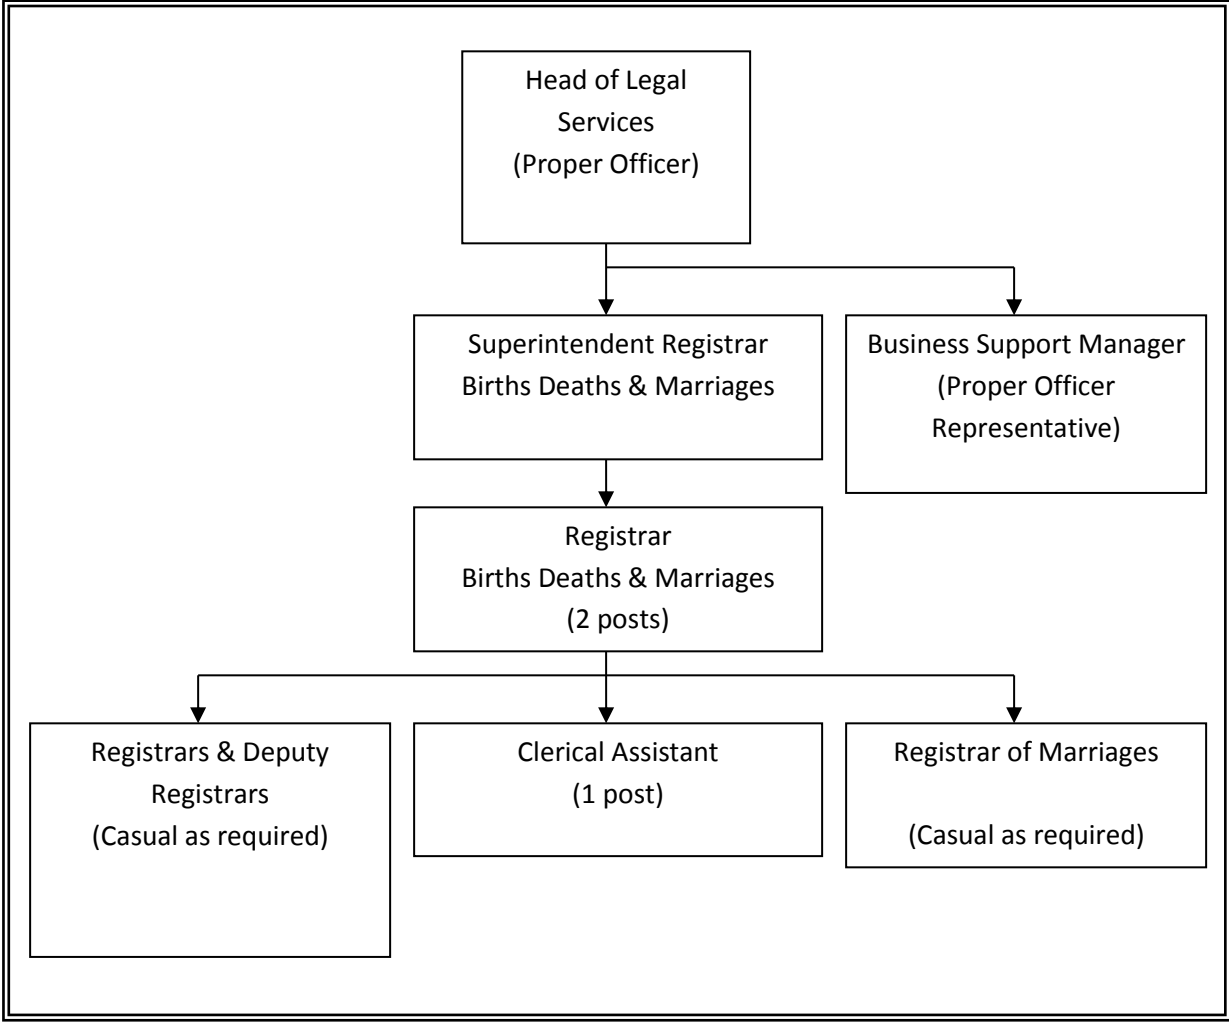 Head of Legal
Services
(Proper Officer)
Superintendent Registrar
Births Deaths & Marriages
Business Support Manager
(Proper Officer
Representative)
Registrar
Births Deaths & Marriages
(2 posts)
Registrars & Deputy
Registrars
(Casual as required)
Clerical Assistant
(1 post)
Registrar of Marriages
(Casual as required)